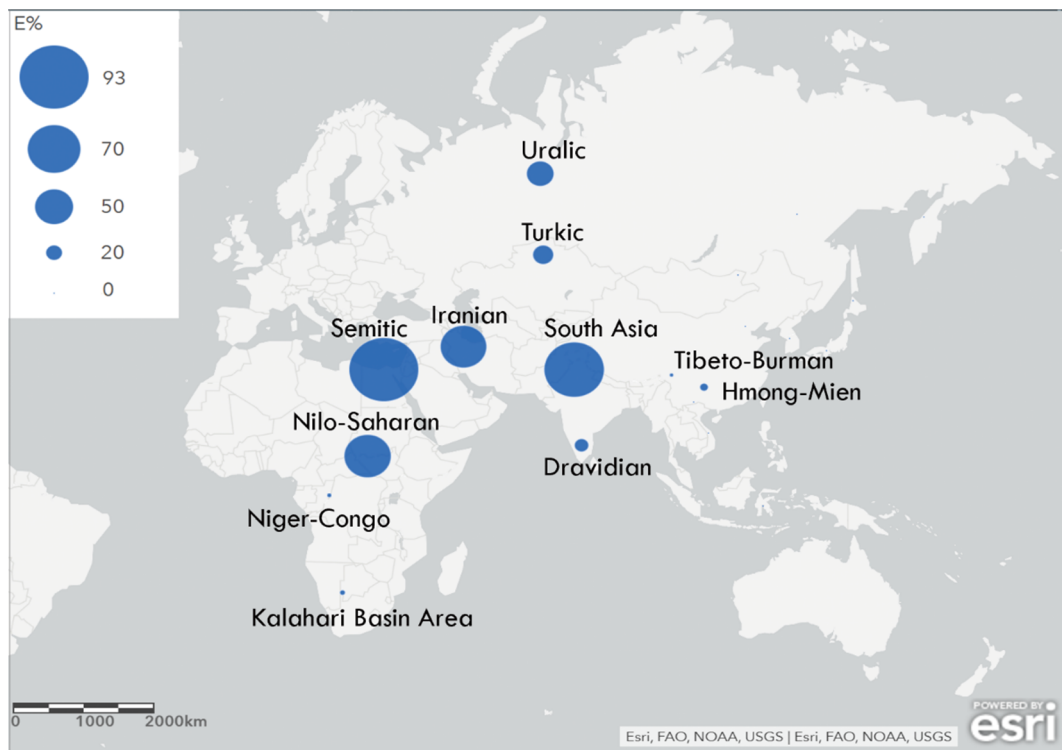 E%
93
70
50
20
0
Uralic
Turkic
Iranian
Semitic
South Asia
Tibeto-Burman
Hmong-Mien
Nilo-Saharan
Dravidian
Niger-Congo
Kalahari Basin Area
0 1000 2000km
POWERED BY
esri
Esri, FAO, NOAA, USGS | Esri, FAO, NOAA, USGS